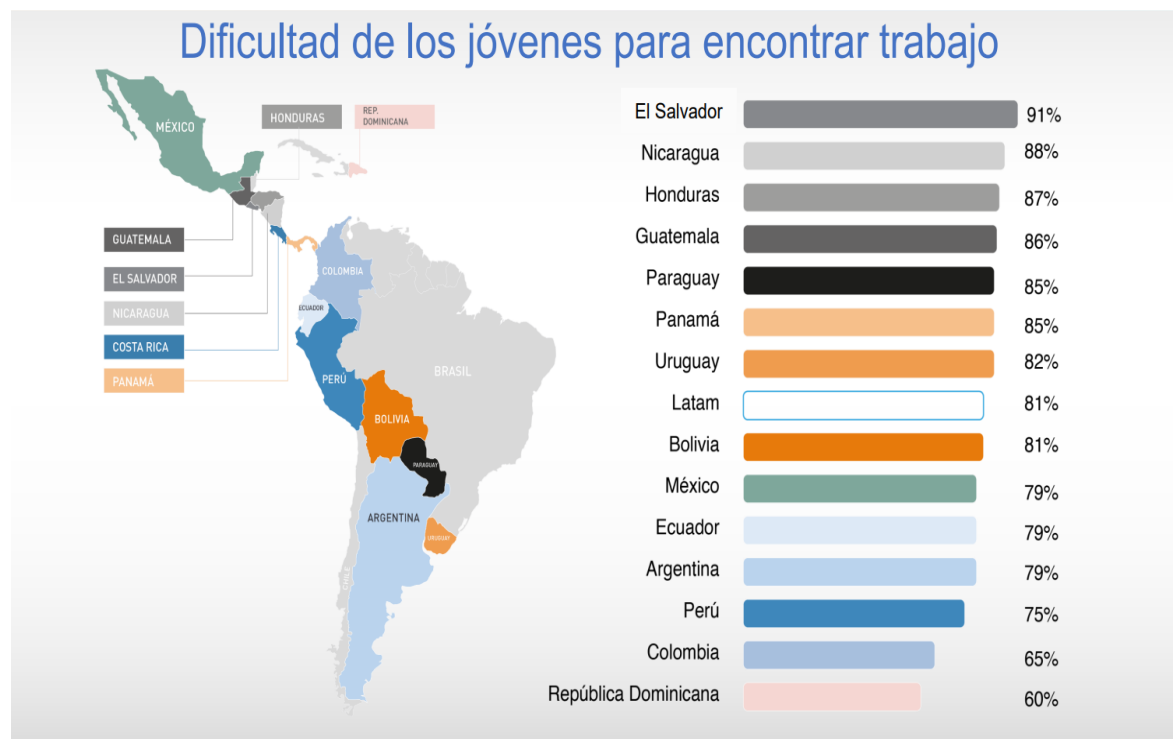 Dificultad de los jóvenes para encontrar trabajo
MÉXICO
HONDURAS
REP.
DOMINICANA
GUATEMALA
EL SALVADOR
NICARAGUA
COSTA RICA
PANAMÁ
COLOMBIA
ECUADOR
PERÚ
BRASIL
BOLIVIA
PARAGUAY
ARGENTINA
URUGUAY
CHILE
El Salvador 91%
Nicaragua 88%
Honduras 87%
Guatemala 86%
Paraguay 85%
Panamá 85%
Uruguay 82%
Latam 81%
Bolivia 81%
México 79%
Ecuador 79%
Argentina 79%
Perú 75%
Colombia 65%
República Dominicana 60%